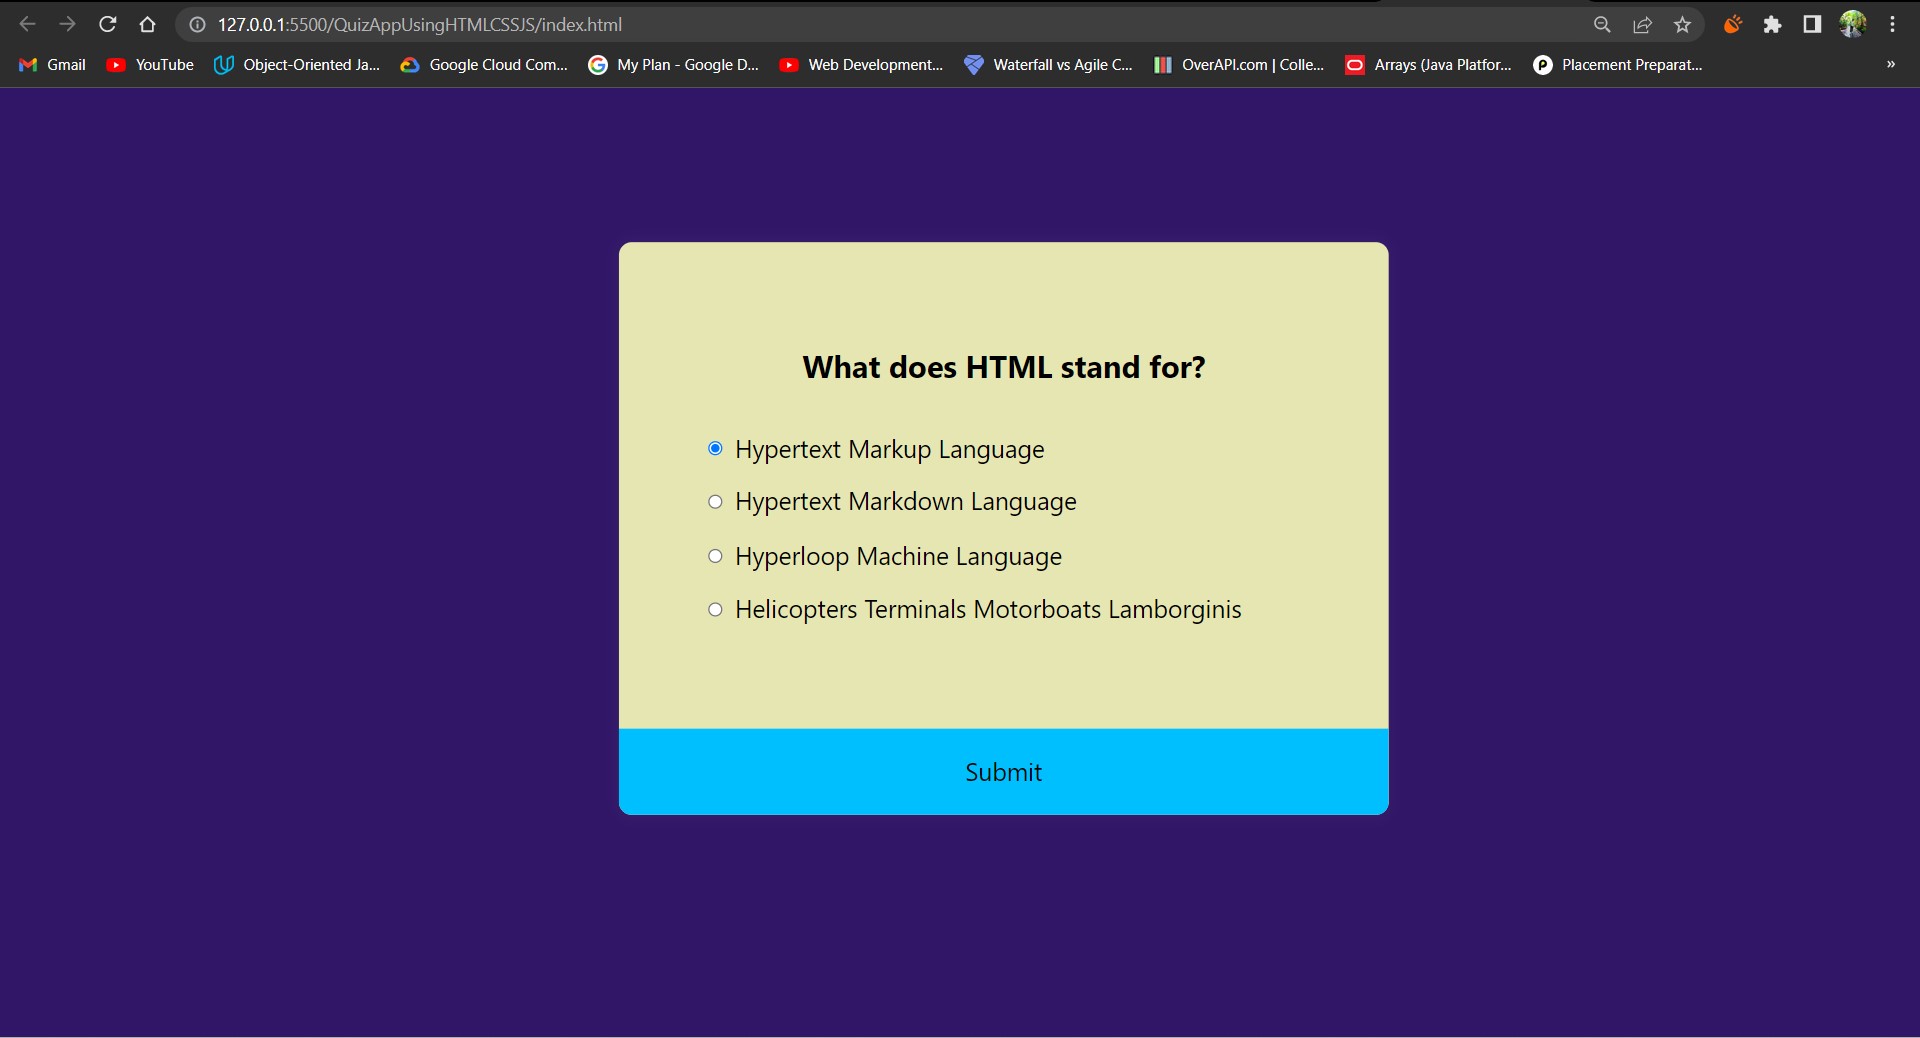 127.0.0.1:5500/QuizAppUsingHTMLCSSJS/index.html
Gmail
YouTube
Object-Oriented Ja...
Google Cloud Com...
My Plan - Google D...
Web Development...
Waterfall vs Agile C...
OverAPI.com | Colle...
Arrays (Java Platfor...
Placement Preparat...
»
What does HTML stand for?
Hypertext Markup Language
Hypertext Markdown Language
Hyperloop Machine Language
Helicopters Terminals Motorboats Lamborginis
Submit